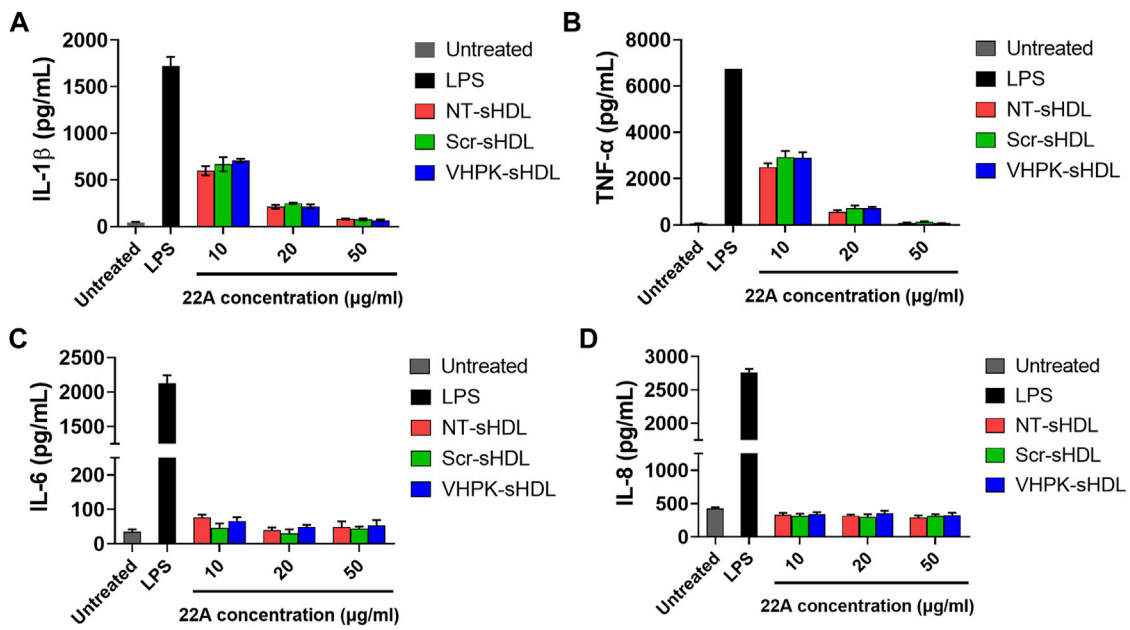 A
IL-1β (pg/mL)
2000
1500
1000
500
0
Untreated
LPS
10
20
50
22A concentration (µg/ml)
Untreated
LPS
NT-sHDL
Scr-sHDL
VHPK-sHDL
B
TNF-α (pg/mL)
8000
6000
4000
2000
0
Untreated
LPS
10
20
50
22A concentration (µg/ml)
Untreated
LPS
NT-sHDL
Scr-sHDL
VHPK-sHDL
C
IL-6 (pg/mL)
2500
2000
1500
200
100
0
Untreated
LPS
10
20
50
22A concentration (µg/ml)
Untreated
LPS
NT-sHDL
Scr-sHDL
VHPK-sHDL
D
IL-8 (pg/mL)
3000
2500
2000
1000
500
0
Untreated
LPS
10
20
50
22A concentration (µg/ml)
Untreated
LPS
NT-sHDL
Scr-sHDL
VHPK-sHDL